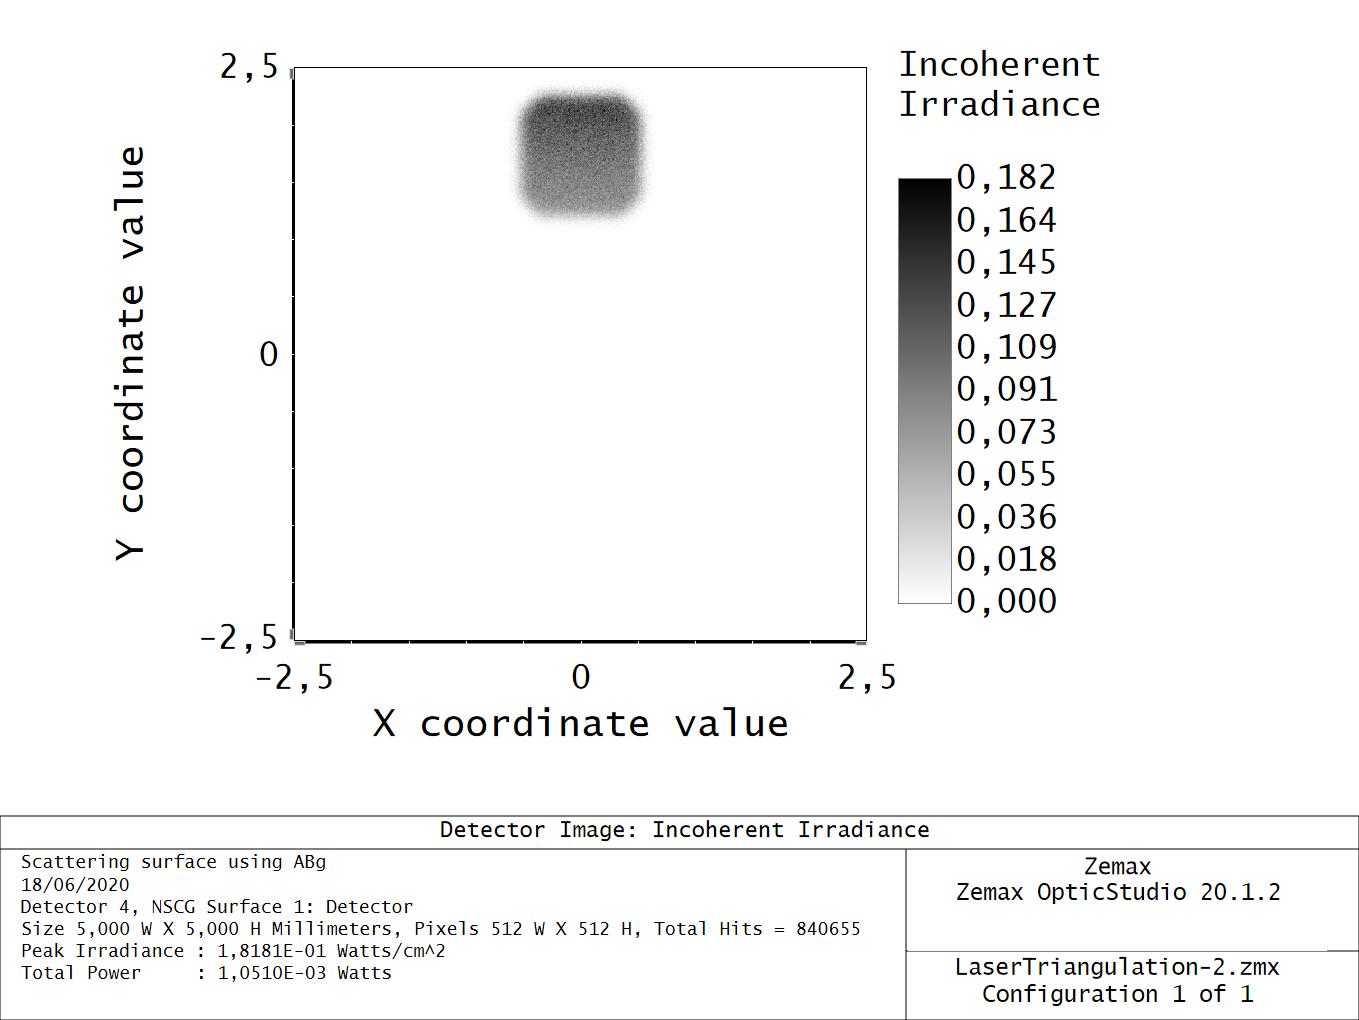 Incoherent
Irradiance
2,5
0
-2,5
Y coordinate value
-2,5 0 2,5
X coordinate value
0,182
0,164
0,145
0,127
0,109
0,091
0,073
0,055
0,036
0,018
0,000
Detector Image: Incoherent Irradiance
Scattering surface using ABg
18/06/2020
Detector 4, NSCG Surface 1: Detector
Size 5,000 W X 5,000 H Millimeters, Pixels 512 W X 512 H, Total Hits = 840655
Peak Irradiance : 1,8181E-01 Watts/cm^2
Total Power : 1,0510E-03 Watts
Zemax
Zemax OpticStudio 20.1.2
LaserTriangulation-2.zmx
Configuration 1 of 1